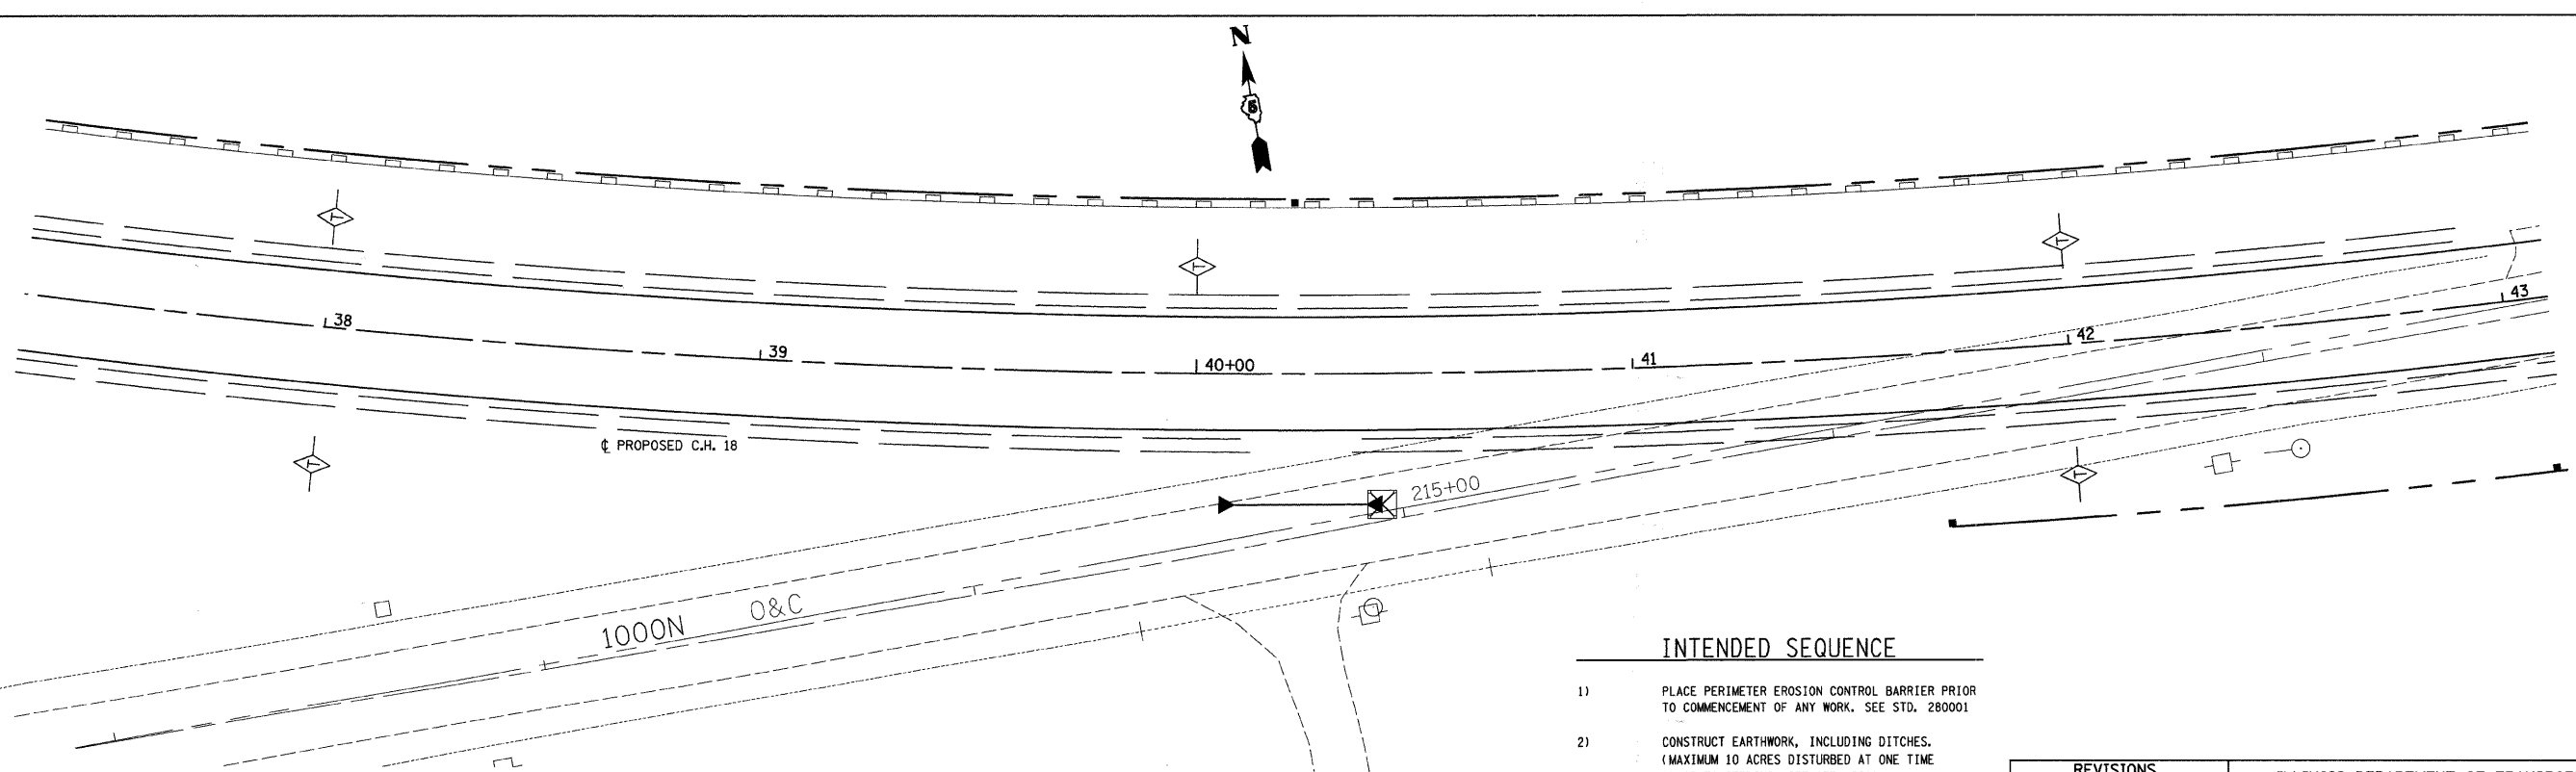 N
5
38
39
40+00
41
42
43
℄ PROPOSED C.H. 18
T
T
T
T
T
215+00
1000N O&C
INTENDED SEQUENCE
1) PLACE PERIMETER EROSION CONTROL BARRIER PRIOR
TO COMMENCEMENT OF ANY WORK. SEE STD. 280001
2) CONSTRUCT EARTHWORK, INCLUDING DITCHES.
(MAXIMUM 10 ACRES DISTURBED AT ONE TIME
REVISIONS